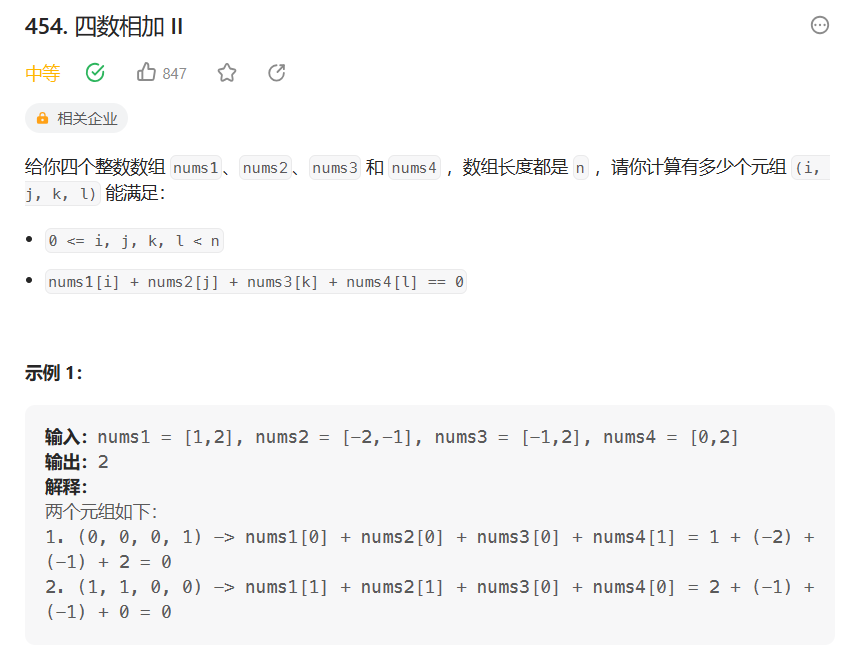 454. 四数相加 II
中等 847
相关企业
给你四个整数数组 nums1、nums2、nums3 和 nums4 ，数组长度都是 n ，请你计算有多少个元组 (i,
j, k, l) 能满足：
0 <= i, j, k, l < n
nums1[i] + nums2[j] + nums3[k] + nums4[l] == 0
示例 1：
输入：nums1 = [1,2], nums2 = [-2,-1], nums3 = [-1,2], nums4 = [0,2]
输出：2
解释：
两个元组如下：
1. (0, 0, 0, 1) -> nums1[0] + nums2[0] + nums3[0] + nums4[1] = 1 + (-2) +
(-1) + 2 = 0
2. (1, 1, 0, 0) -> nums1[1] + nums2[1] + nums3[0] + nums4[0] = 2 + (-1) +
(-1) + 0 = 0